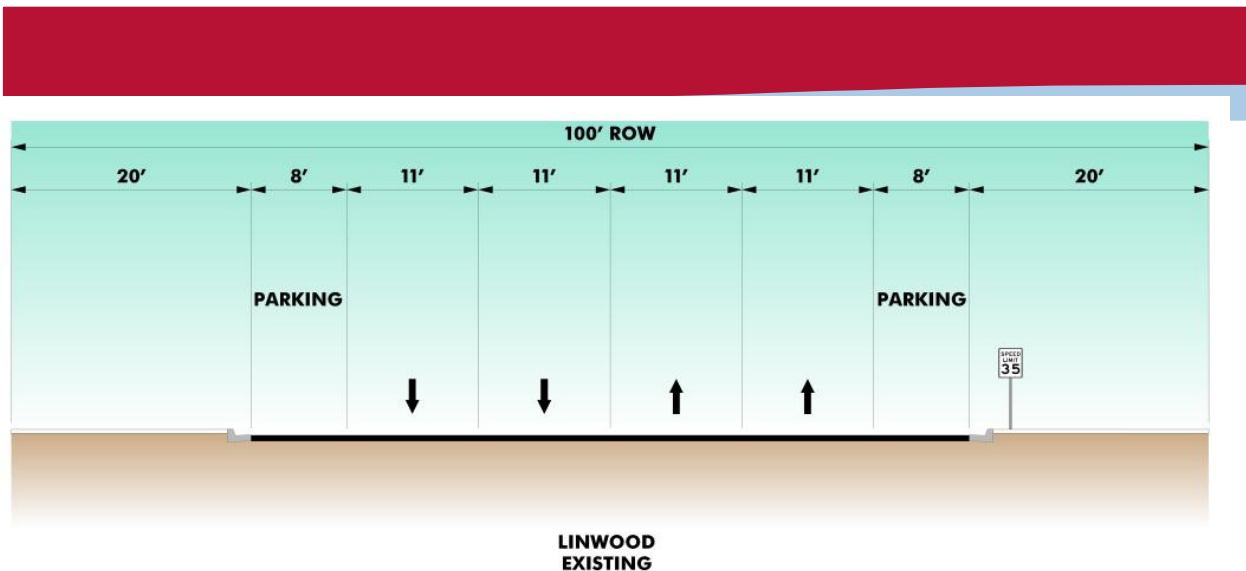 100' ROW
20' 8' 11' 11' 11' 11' 8' 20'
PARKING PARKING
SPEED
LIMIT
35
LINWOOD
EXISTING